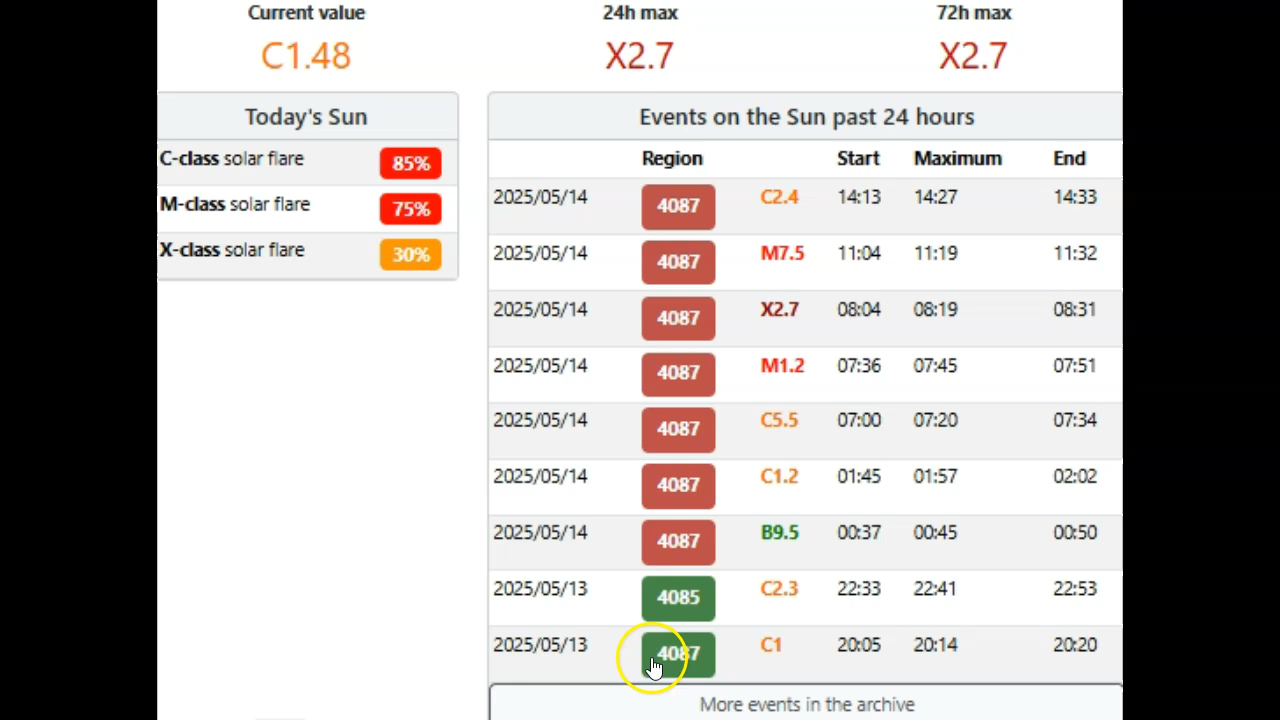 Current value 24h max 72h max
C1.48 X2.7 X2.7
Today's Sun
C-class solar flare 85%
M-class solar flare 75%
X-class solar flare 30%
Events on the Sun past 24 hours
Region Start Maximum End
2025/05/14 4087 C2.4 14:13 14:27 14:33
2025/05/14 4087 M7.5 11:04 11:19 11:32
2025/05/14 4087 X2.7 08:04 08:19 08:31
2025/05/14 4087 M1.2 07:36 07:45 07:51
2025/05/14 4087 C5.5 07:00 07:20 07:34
2025/05/14 4087 C1.2 01:45 01:57 02:02
2025/05/14 4087 B9.5 00:37 00:45 00:50
2025/05/13 4085 C2.3 22:33 22:41 22:53
2025/05/13 4087 C1 20:05 20:14 20:20
More events in the archive